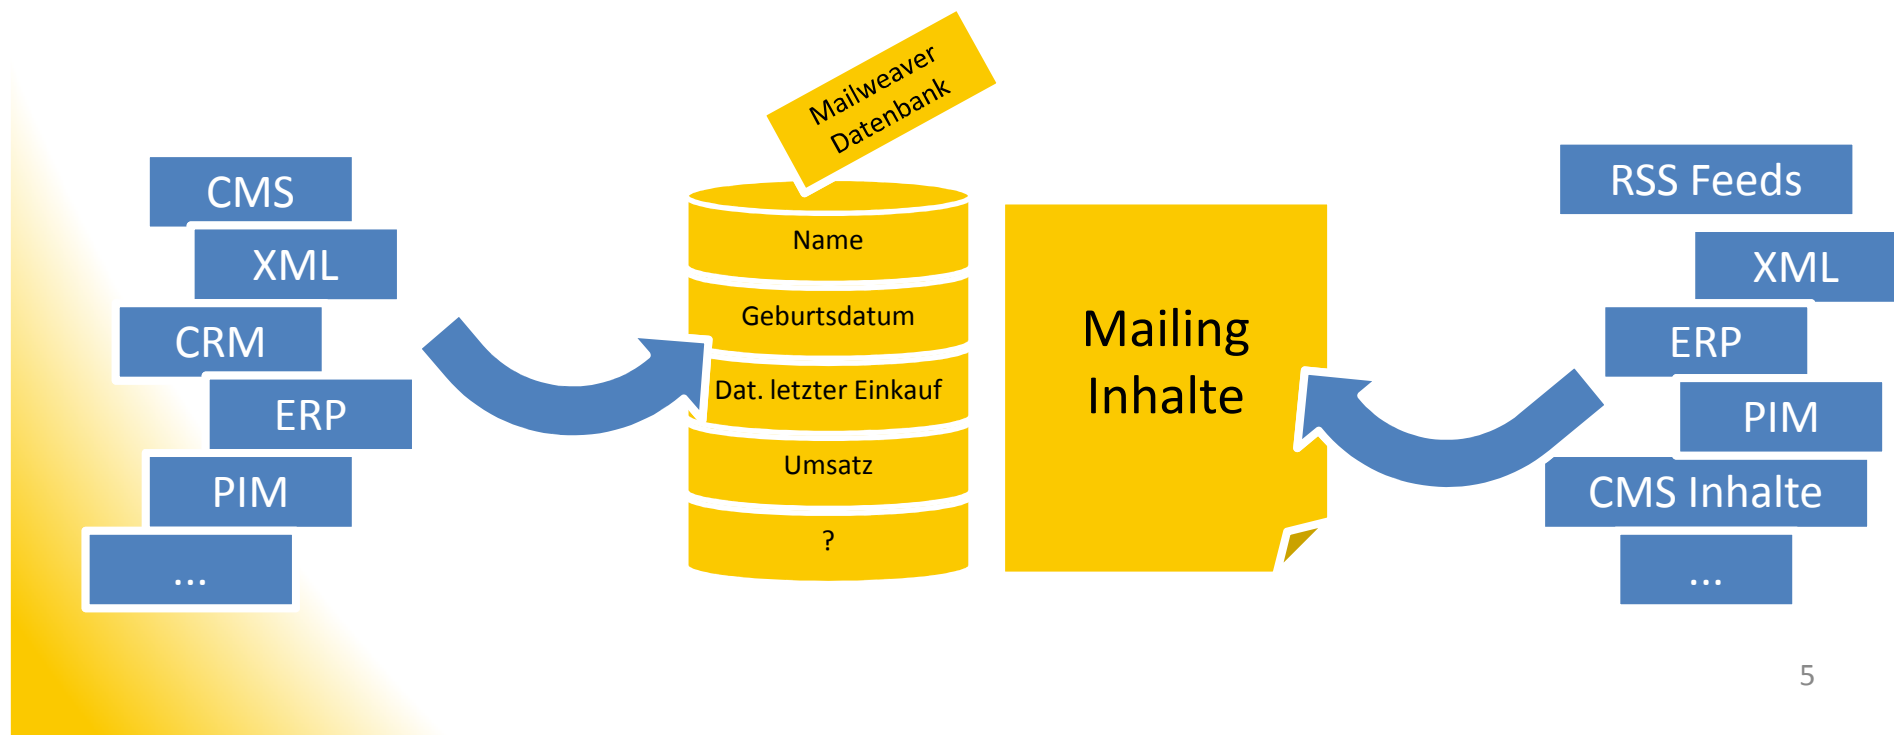 Mailweaver
Datenbank
CMS
XML
CRM
ERP
PIM
...
Name
Geburtsdatum
Dat. letzter Einkauf
Umsatz
?
Mailing
Inhalte
RSS Feeds
XML
ERP
PIM
CMS Inhalte
...
5